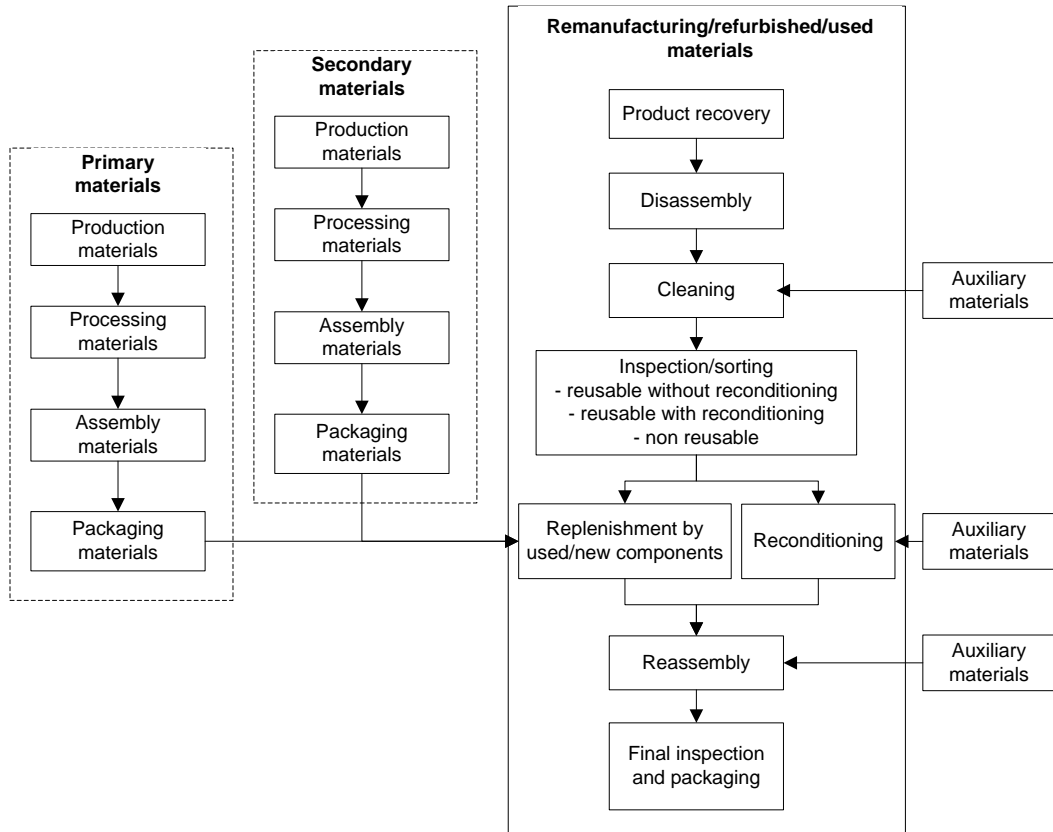 Primary
materials
Production
materials
Processing
materials
Assembly
materials
Packaging
materials
Secondary
materials
Production
materials
Processing
materials
Assembly
materials
Packaging
materials
Remanufacturing/refurbished/used
materials
Product recovery
Disassembly
Cleaning
Inspection/sorting
- reusable without reconditioning
- reusable with reconditioning
- non reusable
Replenishment by
used/new components
Reconditioning
Reassembly
Final inspection
and packaging
Auxiliary
materials
Auxiliary
materials
Auxiliary
materials